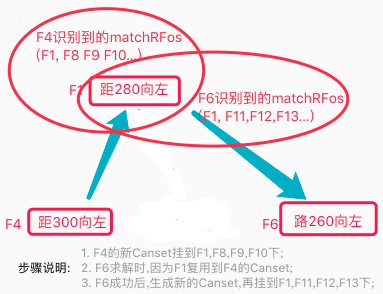 F4识别到的matchRFos
(F1, F8 F9 F10...)
F1 距280向左
F6识别到的matchRFos
(F1, F11,F12,F13...)
F4 距300向左
F6 路260向左
步骤说明:
1. F4的新Canset挂到F1,F8,F9,F10下;
2. F6求解时,因为F1复用到F4的Canset;
3. F6成功后,生成新的Canset,再挂到F1,F11,F12,F13下;